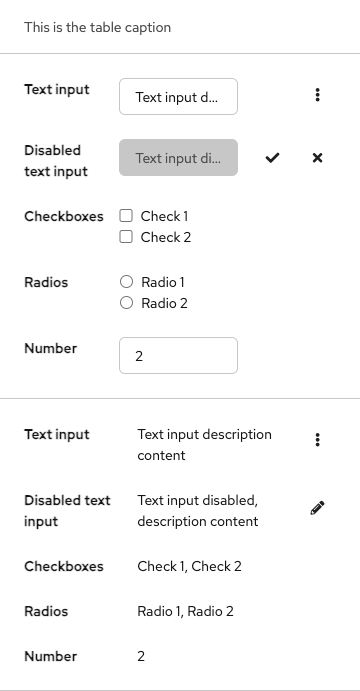 This is the table caption
Text input
Text input d...
Disabled
text input
Text input di...
Checkboxes
Check 1
Check 2
Radios
Radio 1
Radio 2
Number
2
Text input
Text input description
content
Disabled text
input
Text input disabled,
description content
Checkboxes
Check 1, Check 2
Radios
Radio 1, Radio 2
Number
2